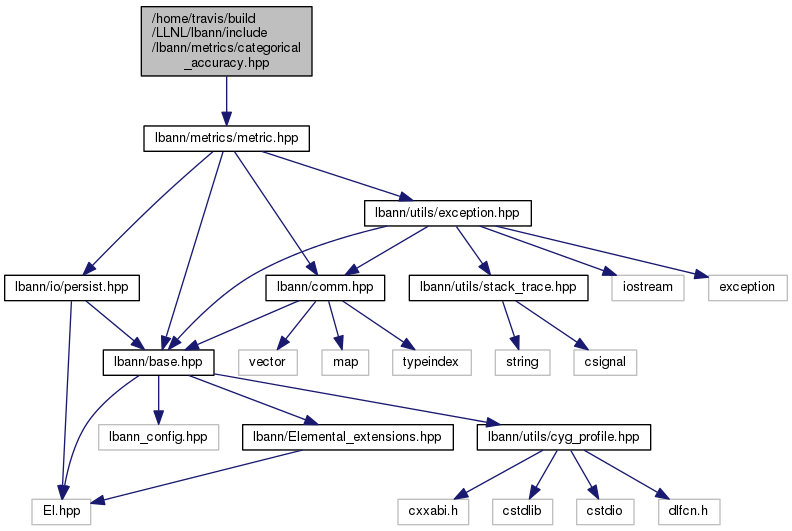 /home/travis/build
/LLNL/lbann/include
/lbann/metrics/categorical
_accuracy.hpp
lbann/metrics/metric.hpp
lbann/utils/exception.hpp
lbann/io/persist.hpp
lbann/comm.hpp
lbann/utils/stack_trace.hpp
iostream
exception
lbann/base.hpp
vector
map
typeindex
string
csignal
lbann_config.hpp
lbann/Elemental_extensions.hpp
lbann/utils/cyg_profile.hpp
El.hpp
cxxabi.h
cstdlib
cstdio
dlfcn.h